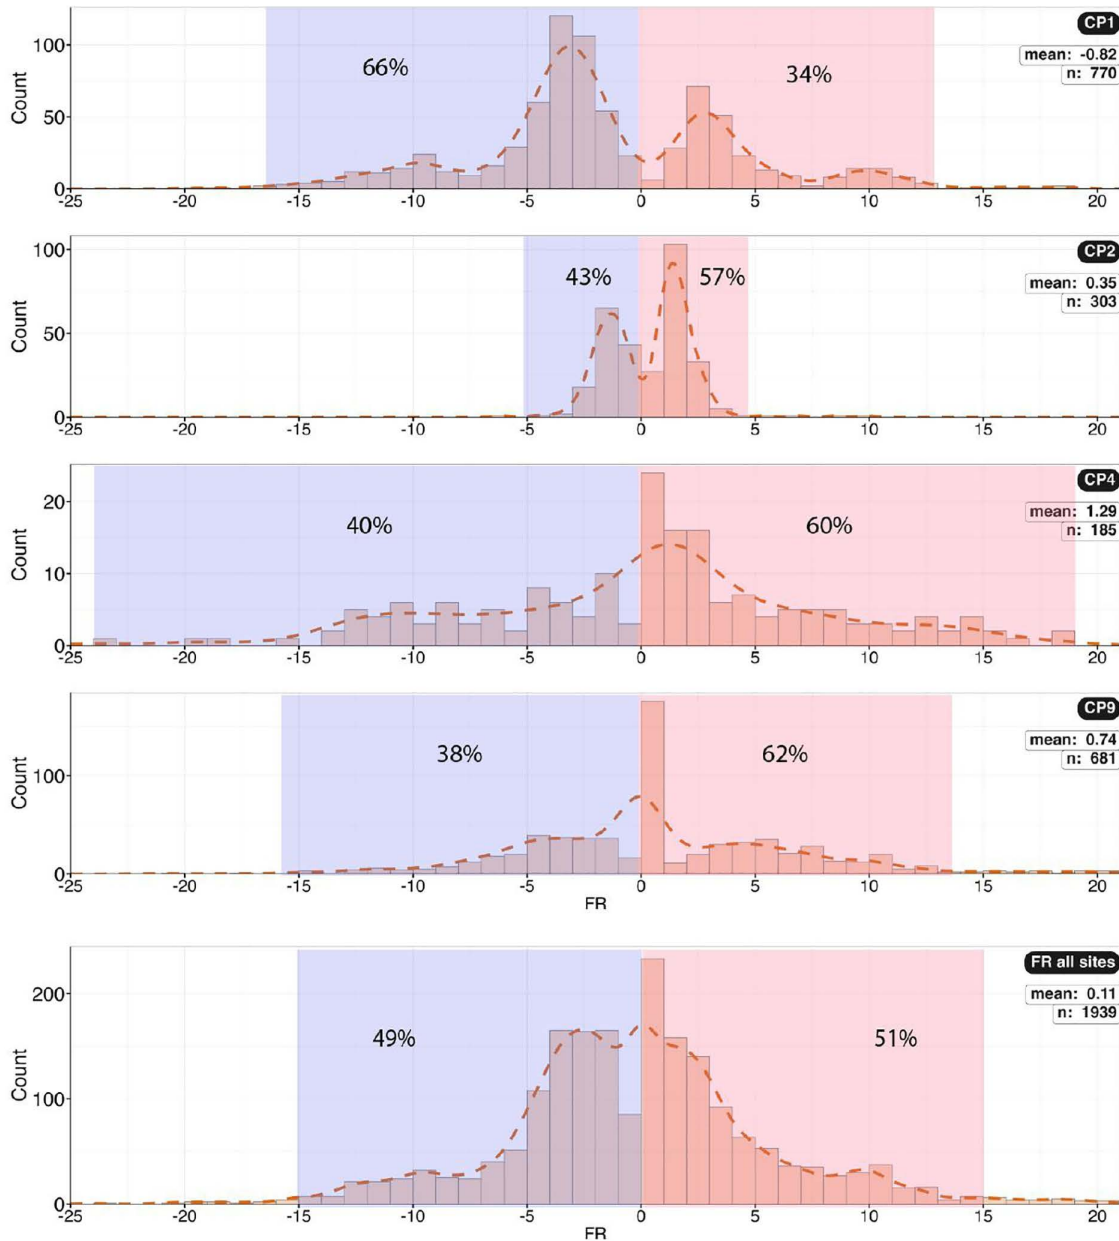 CP1
mean: -0.82
n: 770
66%
34%
Count
100
50
0
-25 -20 -15 -10 -5 0 5 10 15 20
CP2
mean: 0.35
n: 303
43%
57%
Count
100
50
0
-25 -20 -15 -10 -5 0 5 10 15 20
CP4
mean: 1.29
n: 185
40%
60%
Count
20
10
0
-25 -20 -15 -10 -5 0 5 10 15 20
CP9
mean: 0.74
n: 681
38%
62%
Count
100
0
-25 -20 -15 -10 -5 0 5 10 15 20
FR
FR all sites
mean: 0.11
n: 1939
49%
51%
Count
200
100
0
-25 -20 -15 -10 -5 0 5 10 15 20
FR